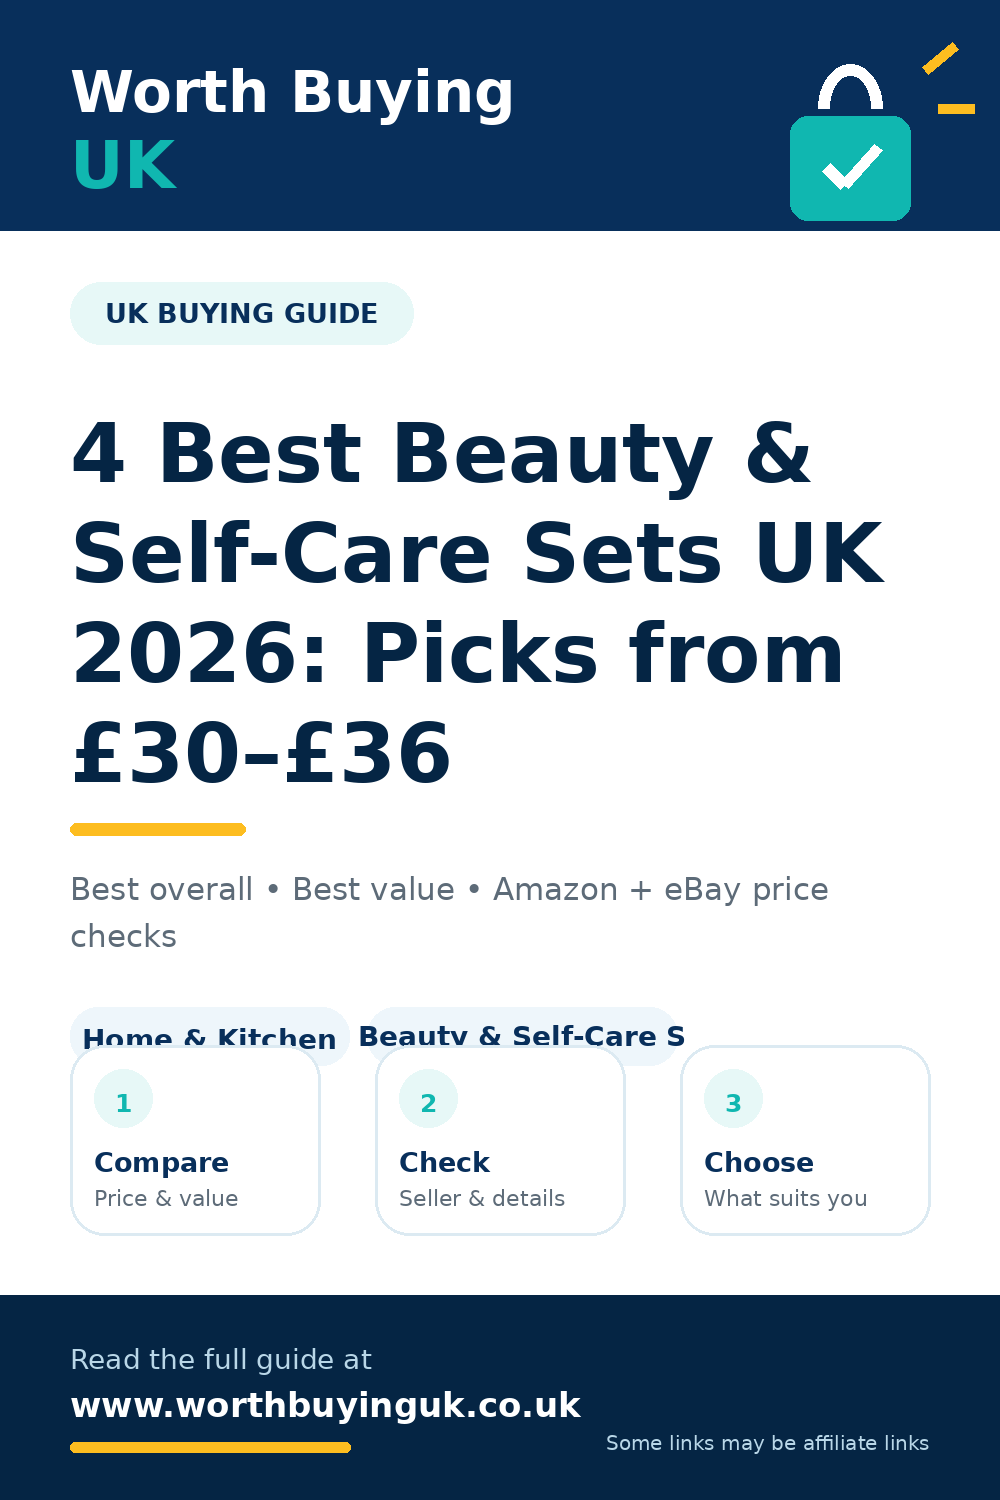 Worth Buying
UK
UK BUYING GUIDE
4 Best Beauty &
Self-Care Sets UK
2026: Picks from
£30–£36
Best overall • Best value • Amazon + eBay price
checks
Home & Kitchen
Beauty & Self-Care S
1
Compare
Price & value
2
Check
Seller & details
3
Choose
What suits you
Read the full guide at
www.worthbuyinguk.co.uk
Some links may be affiliate links